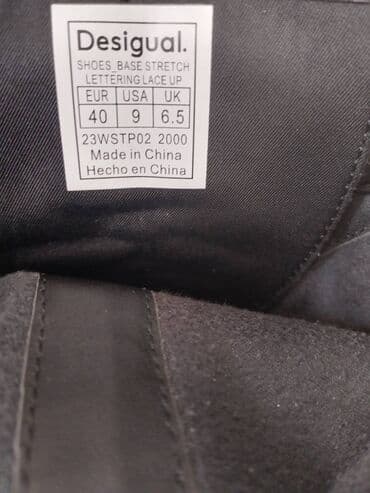 Desigual.
SHOES_BASE STRETCH
LETTERING LACE UP
EUR USA UK
40 9 6.5
23WSTP02 2000
Made in China
Hecho en China